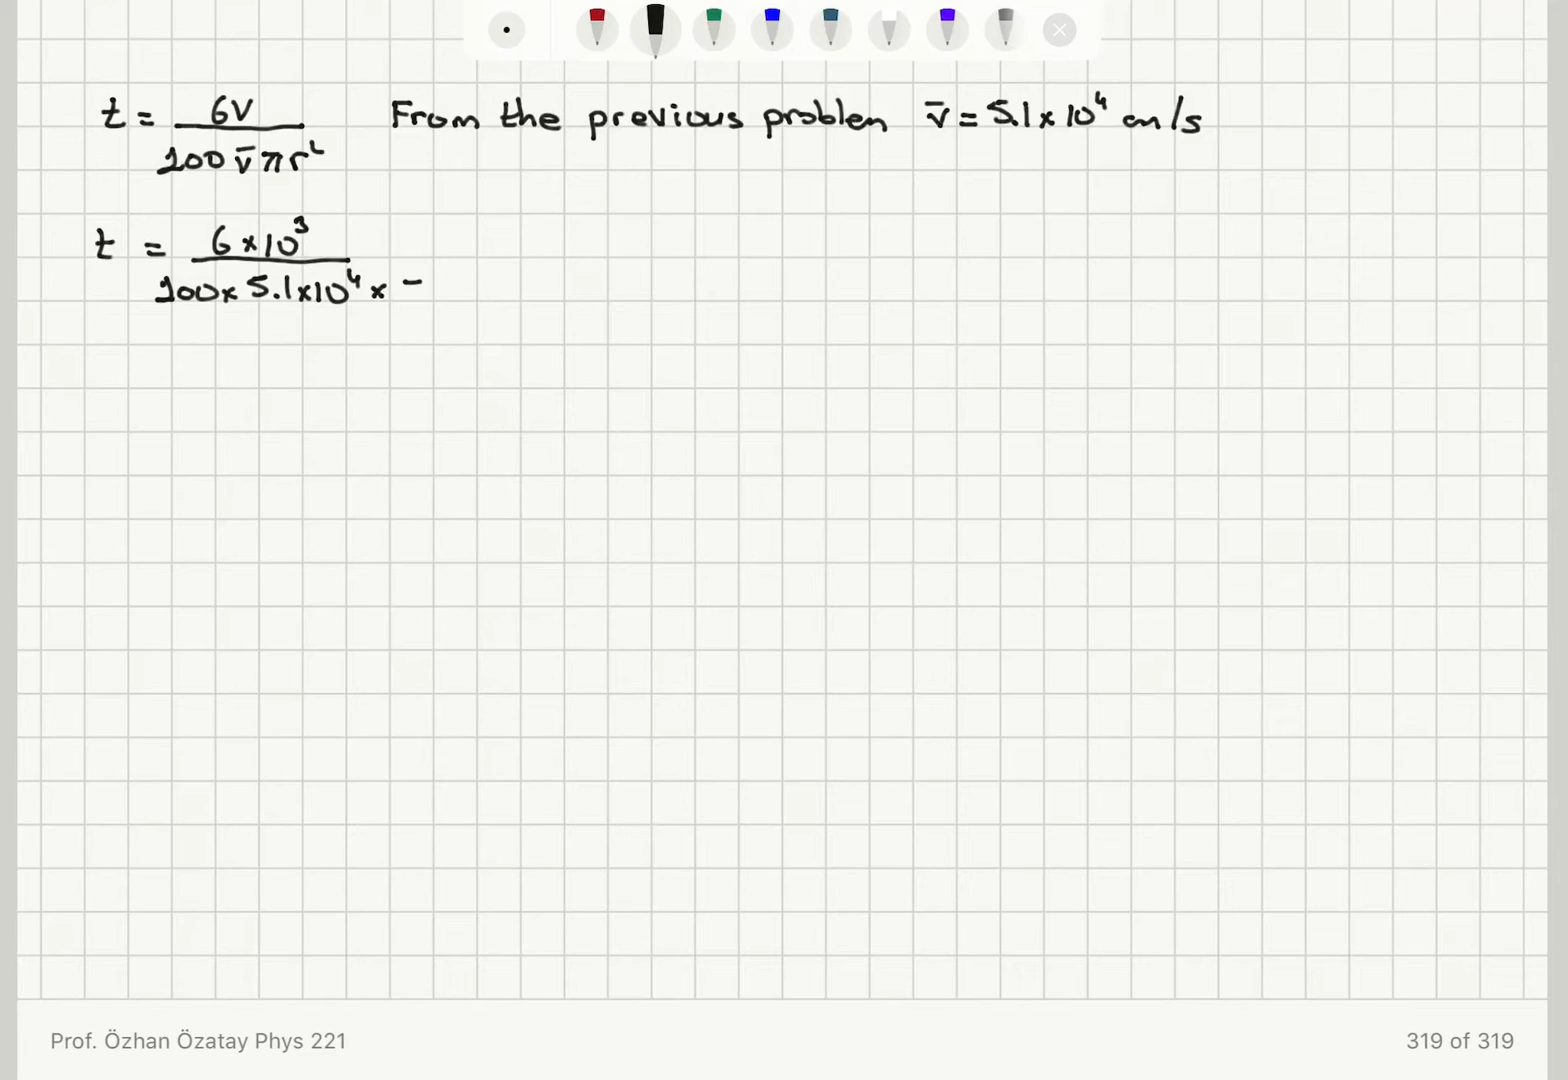 t = 6V / 100 v̄ π r² From the previous problem v̄ = 5.1 x 10⁴ cm/s
t = 6 x 10³ / 100 x 5.1 x 10⁴ x -
Prof. Özhan Özatay Phys 221
319 of 319